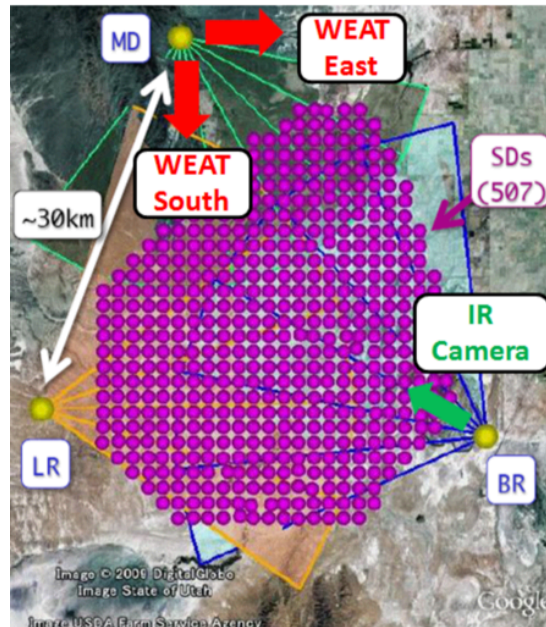 MD
WEAT
East
WEAT
South
SDs
(507)
~30km
IR
Camera
LR
BR
Image © 2006 DigitalGlobe
Image State of Utah
Image USDA Farm Service Agency
Google